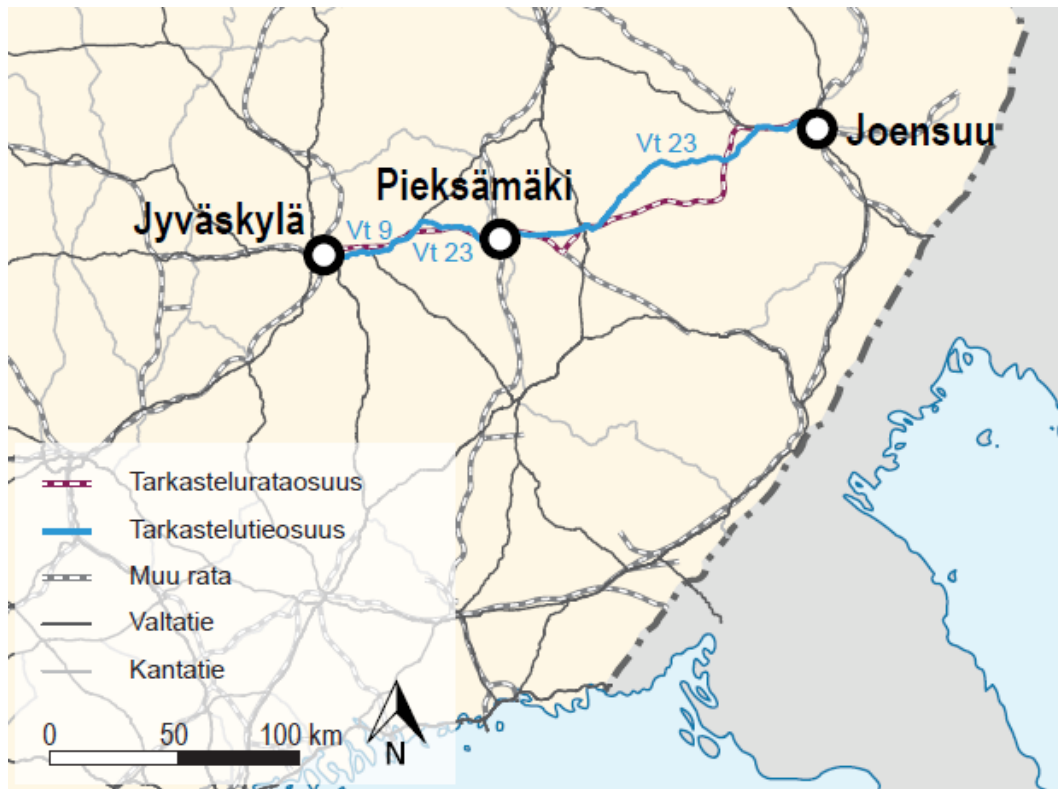 Joensuu
Vt 23
Pieksämäki
Jyväskylä
Vt 9
Vt 23
Tarkastelurataosuus
Tarkastelutieosuus
Muu rata
Valtatie
Kantatie
0 50 100 km
N